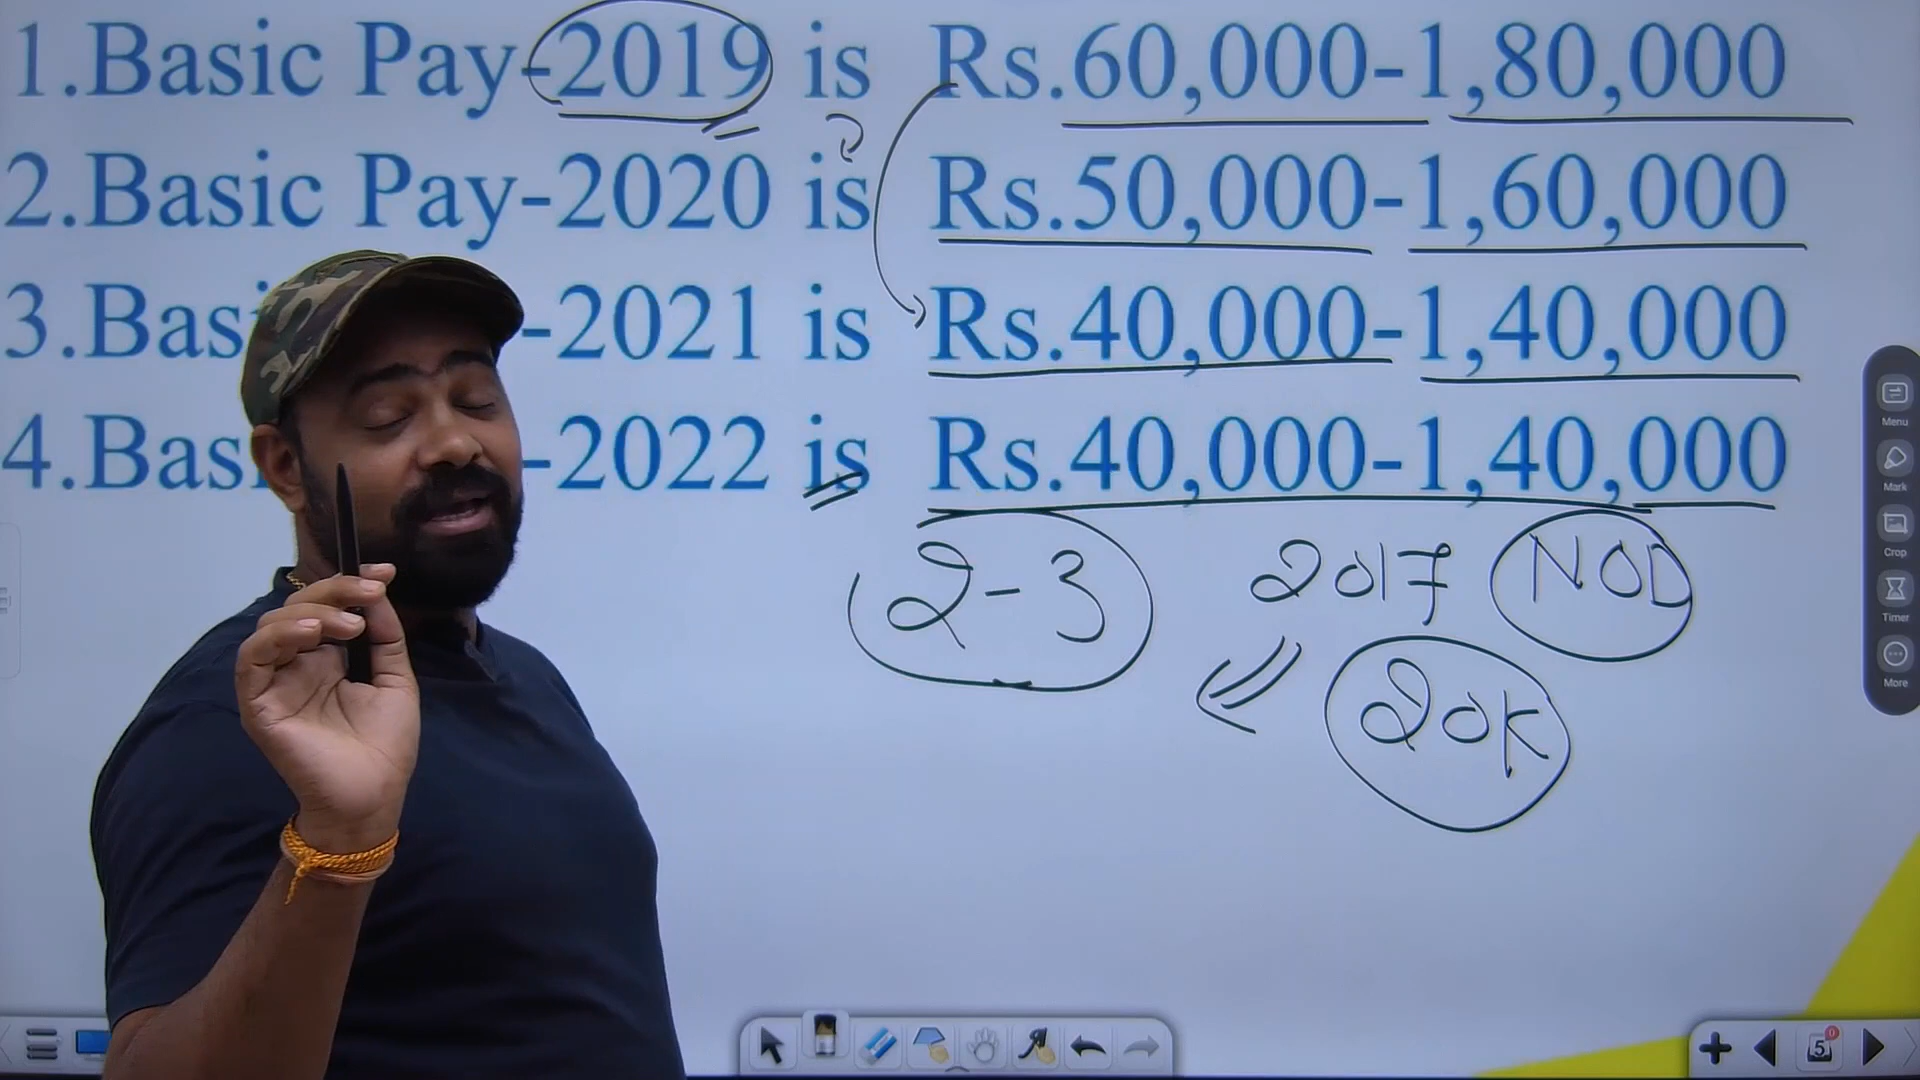 1.Basic Pay-2019 is Rs.60,000-1,80,000
2.Basic Pay-2020 is Rs.50,000-1,60,000
3.Basi -2021 is Rs.40,000-1,40,000
4.Bas -2022 is Rs.40,000-1,40,000
2-3 2017 NOD
20K
Menu
Mark
Crop
Timer
More
5
0